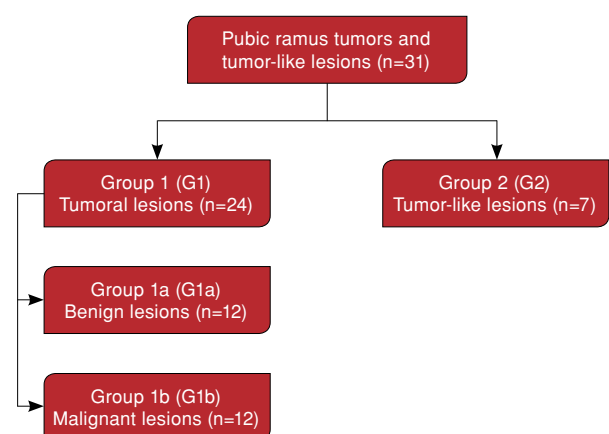 Pubic ramus tumors and
tumor-like lesions (n=31)
Group 1 (G1)
Tumoral lesions (n=24)
Group 2 (G2)
Tumor-like lesions (n=7)
Group 1a (G1a)
Benign lesions (n=12)
Group 1b (G1b)
Malignant lesions (n=12)